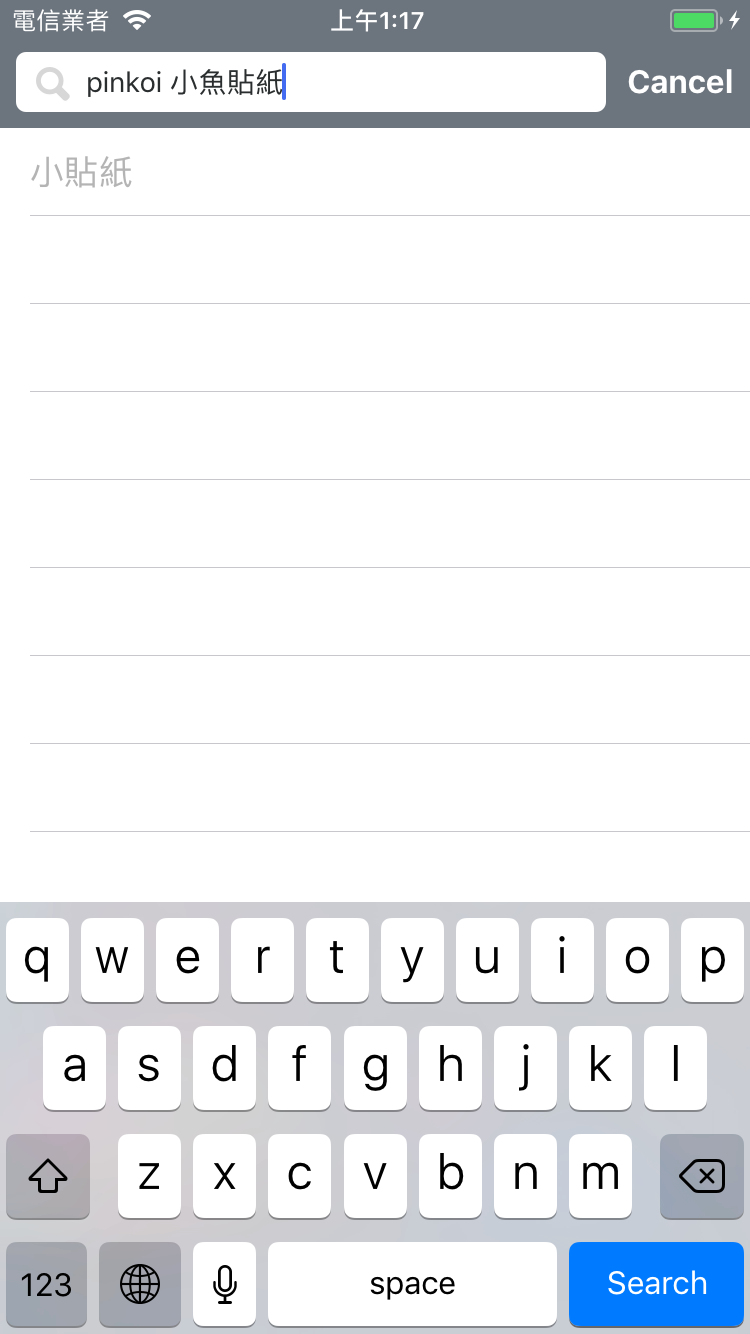 電信業者 上午1:17
pinkoi 小魚貼紙 Cancel
小貼紙
q w e r t y u i o p
a s d f g h j k l
z x c v b n m
123 space Search